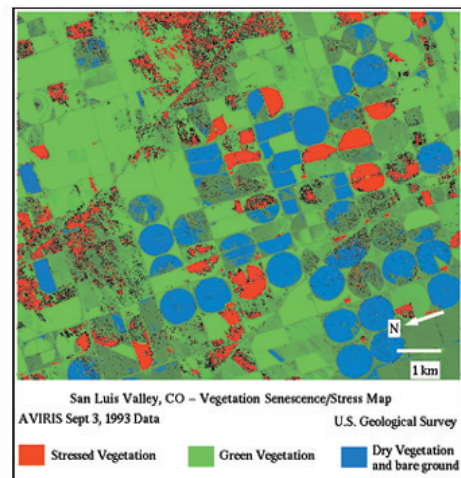 N
1 km
San Luis Valley, CO – Vegetation Senescence/Stress Map
AVIRIS Sept 3, 1993 Data
U.S. Geological Survey
Stressed Vegetation
Green Vegetation
Dry Vegetation
and bare ground